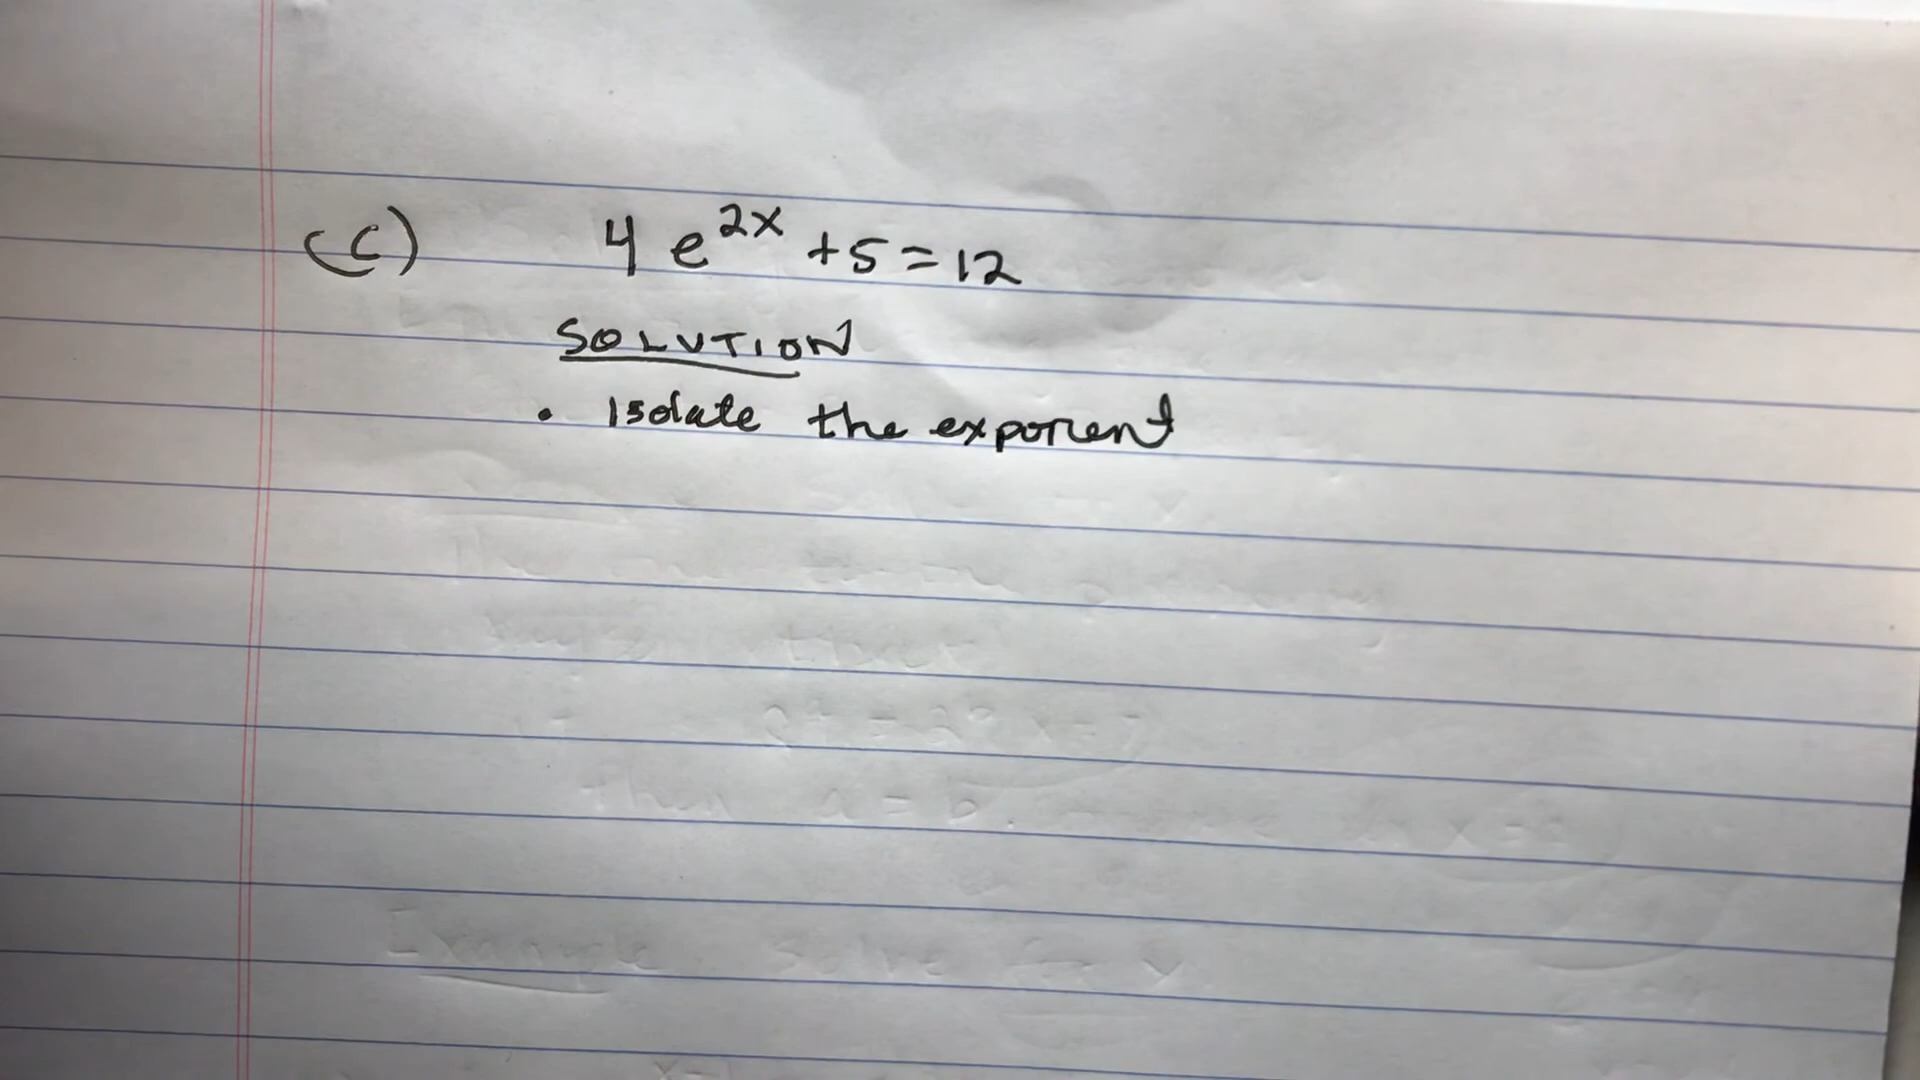 (c) 4 e^{2x} + 5 = 12
SOLUTION
• Isolate the exponent